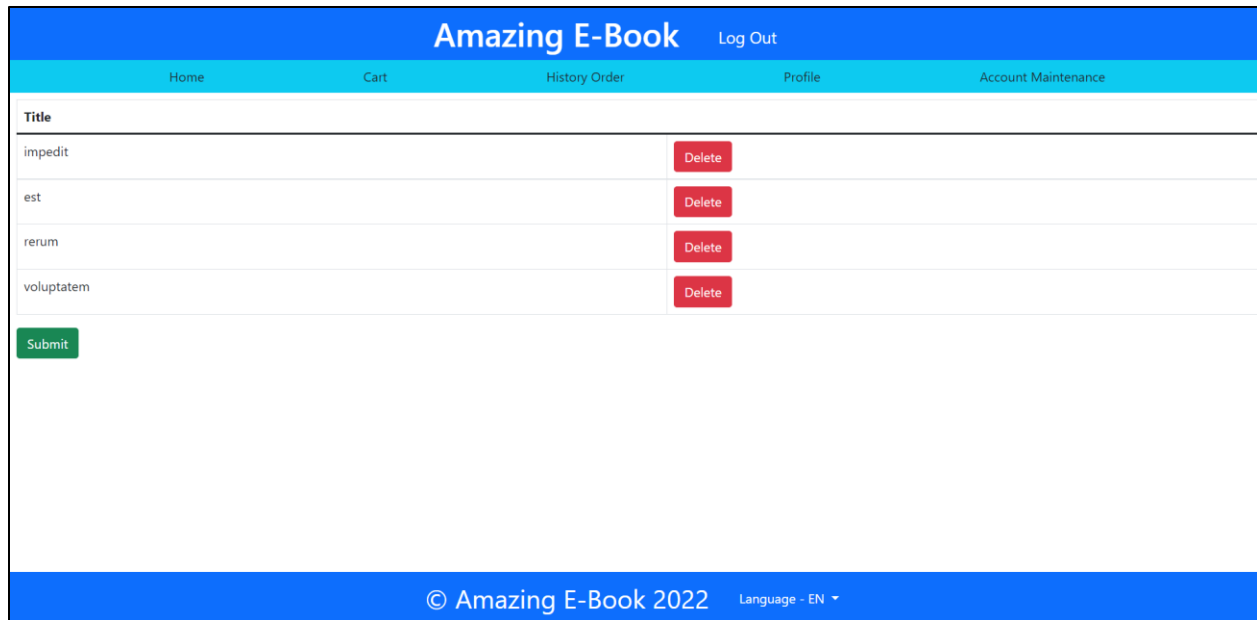 Amazing E-Book Log Out
Home Cart History Order Profile Account Maintenance
Title
impedit Delete
est Delete
rerum Delete
voluptatem Delete
Submit
© Amazing E-Book 2022 Language - EN